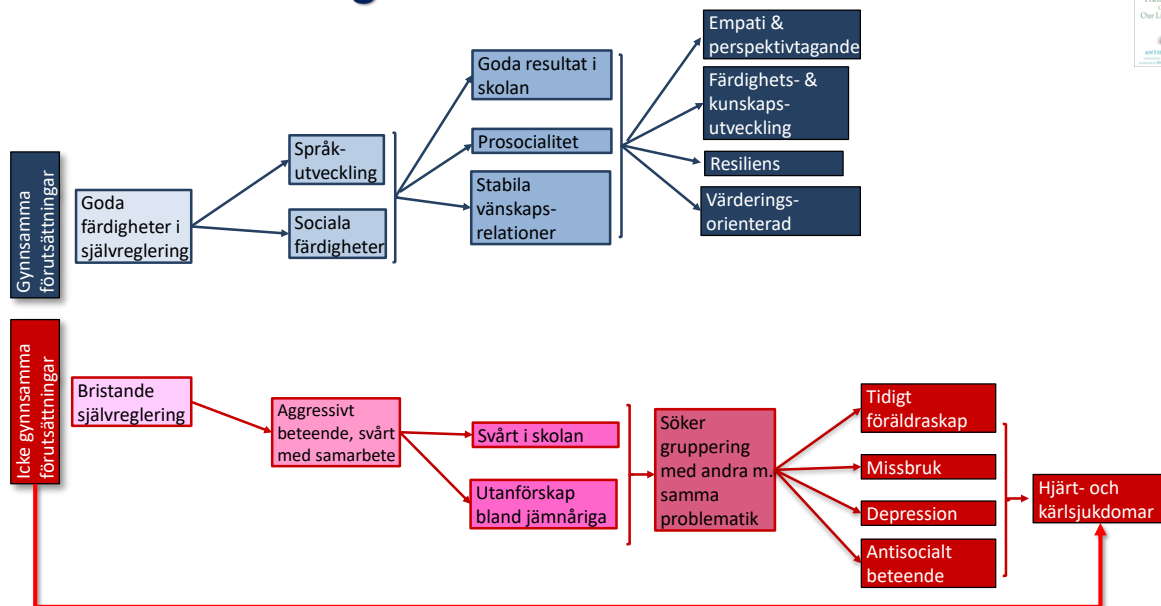 Empati &
perspektivtagande
Goda resultat i
skolan
Färdighets- &
kunskaps-
utveckling
Språk-
utveckling
Prosocialitet
Resiliens
Gynnsamma
förutsättningar
Goda
färdigheter i
självreglering
Sociala
färdigheter
Stabila
vänskaps-
relationer
Värderings-
orienterad
Icke gynnsamma
förutsättningar
Bristande
självreglering
Aggressivt
beteende, svårt
med samarbete
Svårt i skolan
Utanförskap
bland jämnåriga
Söker
gruppering
med andra m.
samma
problematik
Tidigt
föräldraskap
Missbruk
Depression
Antisocialt
beteende
Hjärt- och
kärlsjukdomar